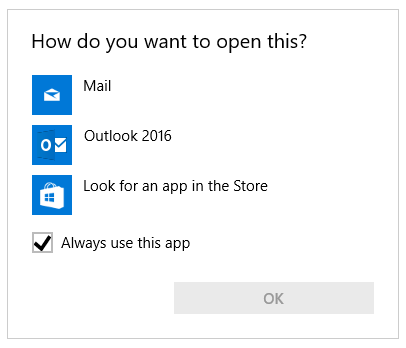 How do you want to open this?
Mail
Outlook 2016
Look for an app in the Store
Always use this app
OK